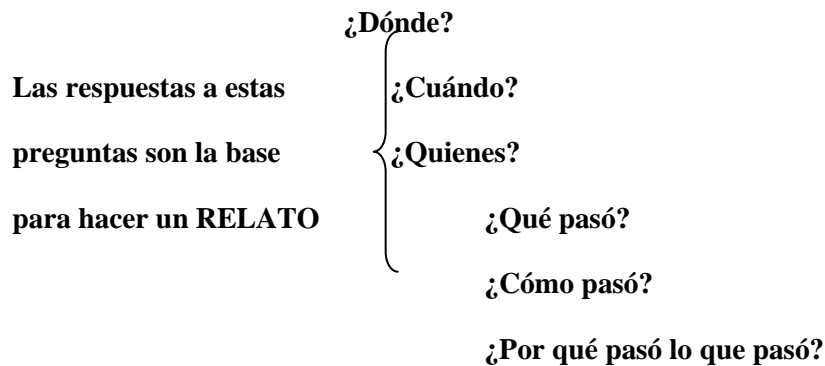 ¿Dónde?
Las respuestas a estas ¿Cuándo?
preguntas son la base ¿Quienes?
para hacer un RELATO ¿Qué pasó?
¿Cómo pasó?
¿Por qué pasó lo que pasó?